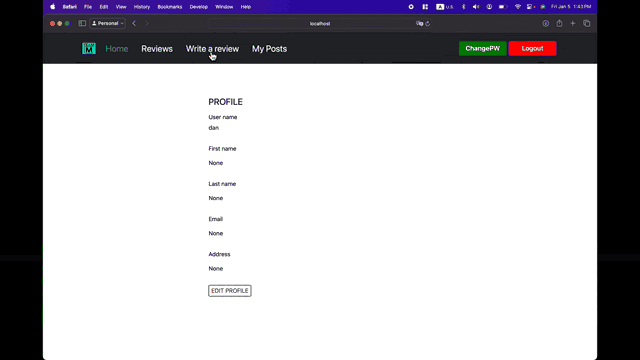 Safari File Edit View History Bookmarks Develop Window Help A U.S. Fri Jan 5 1:43 PM
Personal localhost
M Home Reviews Write a review My Posts ChangePW Logout
PROFILE
User name
dan
First name
None
Last name
None
Email
None
Address
None
EDIT PROFILE